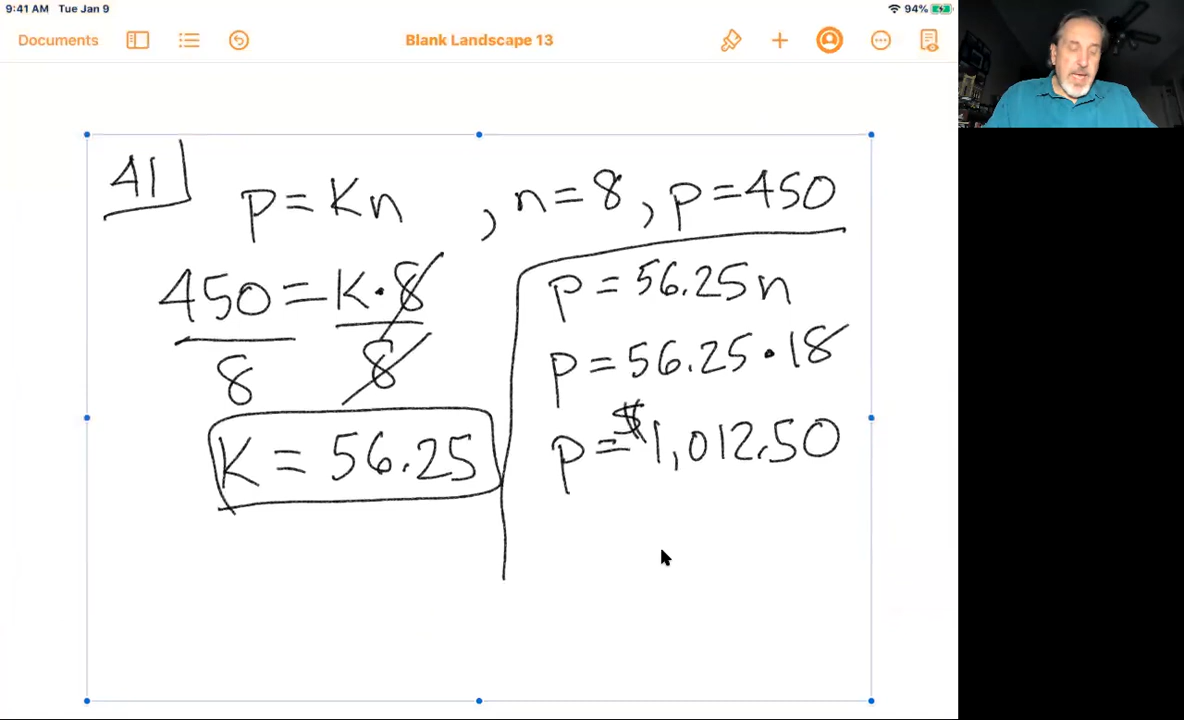 9:41 AM Tue Jan 9 94%
Documents Blank Landscape 13
41
p=Kn , n=8, p=450
450=K·8
8 8
K = 56.25
p=56.25n
p=56.25·18
p=$1,012.50